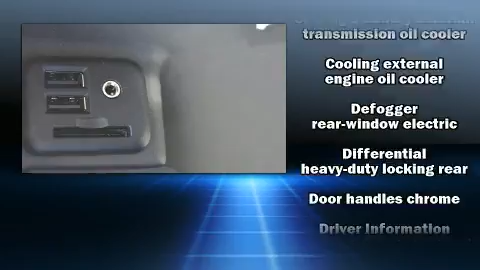 transmission oil cooler
Cooling external
engine oil cooler
Defogger
rear-window electric
Differential
heavy-duty locking rear
Door handles chrome
Driver Information